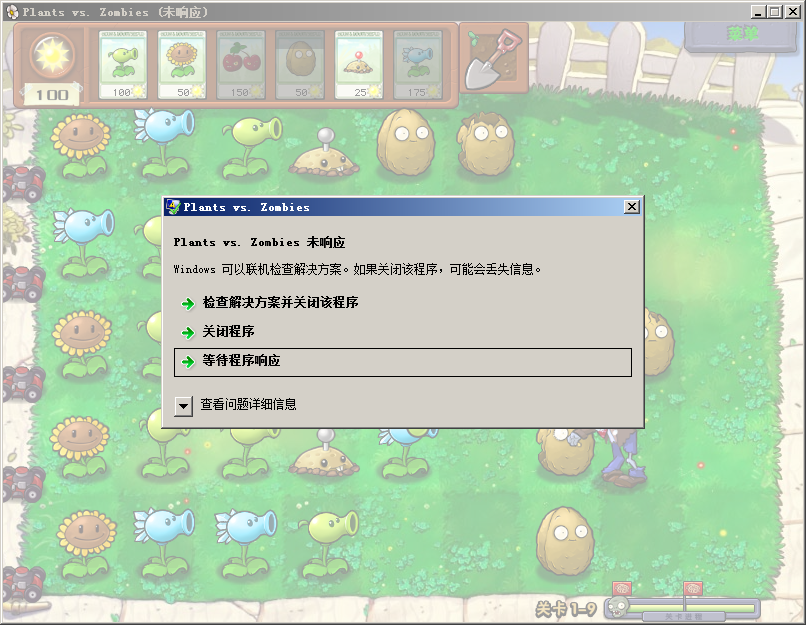 Plants vs. Zombies (未响应)
菜单
100
100
50
150
50
25
175
Plants vs. Zombies
Plants vs. Zombies 未响应
Windows 可以联机检查解决方案。如果关闭该程序，可能会丢失信息。
检查解决方案并关闭该程序
关闭程序
等待程序响应
查看问题详细信息
关卡 1-9